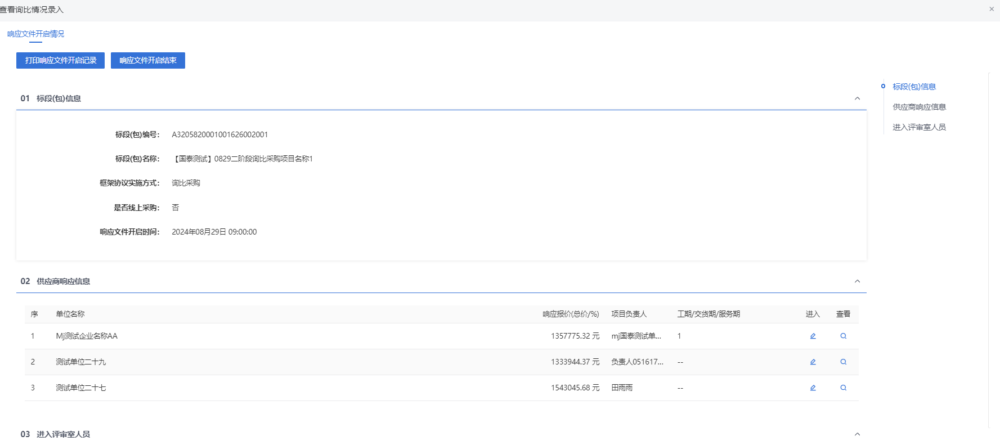 查看询比情况录入
响应文件开启情况
打印响应文件开启记录 响应文件开启结束
01 标段(包)信息
标段(包)编号： A3205820001001626002001
标段(包)名称： 【国泰测试】0829二阶段询比采购项目名称1
框架协议实施方式： 询比采购
是否线上采购： 否
响应文件开启时间： 2024年08月29日 09:00:00
02 供应商响应信息
序 单位名称 响应报价(总价/%) 项目负责人 工期/交货期/服务期 进入 查看
1 Mj测试企业名称AA 1357775.32 元 mj国泰测试单... 1
2 测试单位二十九 1333944.37 元 负责人051617... --
3 测试单位二十七 1543045.68 元 田雨雨 --
03 进入评审室人员
标段(包)信息
供应商响应信息
进入评审室人员